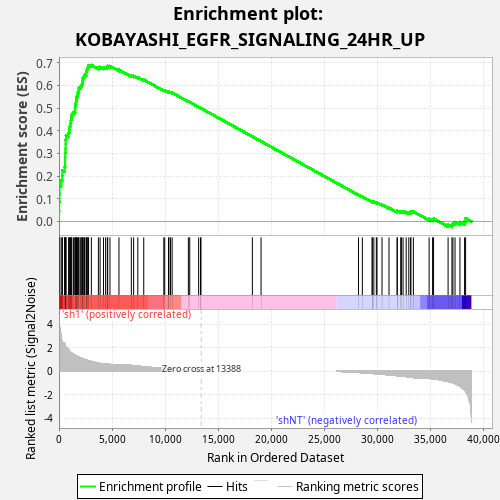 Enrichment plot:
KOBAYASHI_EGFR_SIGNALING_24HR_UP
Enrichment score (ES)
0.7
0.6
0.5
0.4
0.3
0.2
0.1
0.0
'sh1' (positively correlated)
Ranked list metric (Signal2Noise)
4
2
0
-2
-4
Zero cross at 13388
'shNT' (negatively correlated)
0
5,000
10,000
15,000
20,000
25,000
30,000
35,000
40,000
Rank in Ordered Dataset
Enrichment profile
Hits
Ranking metric scores